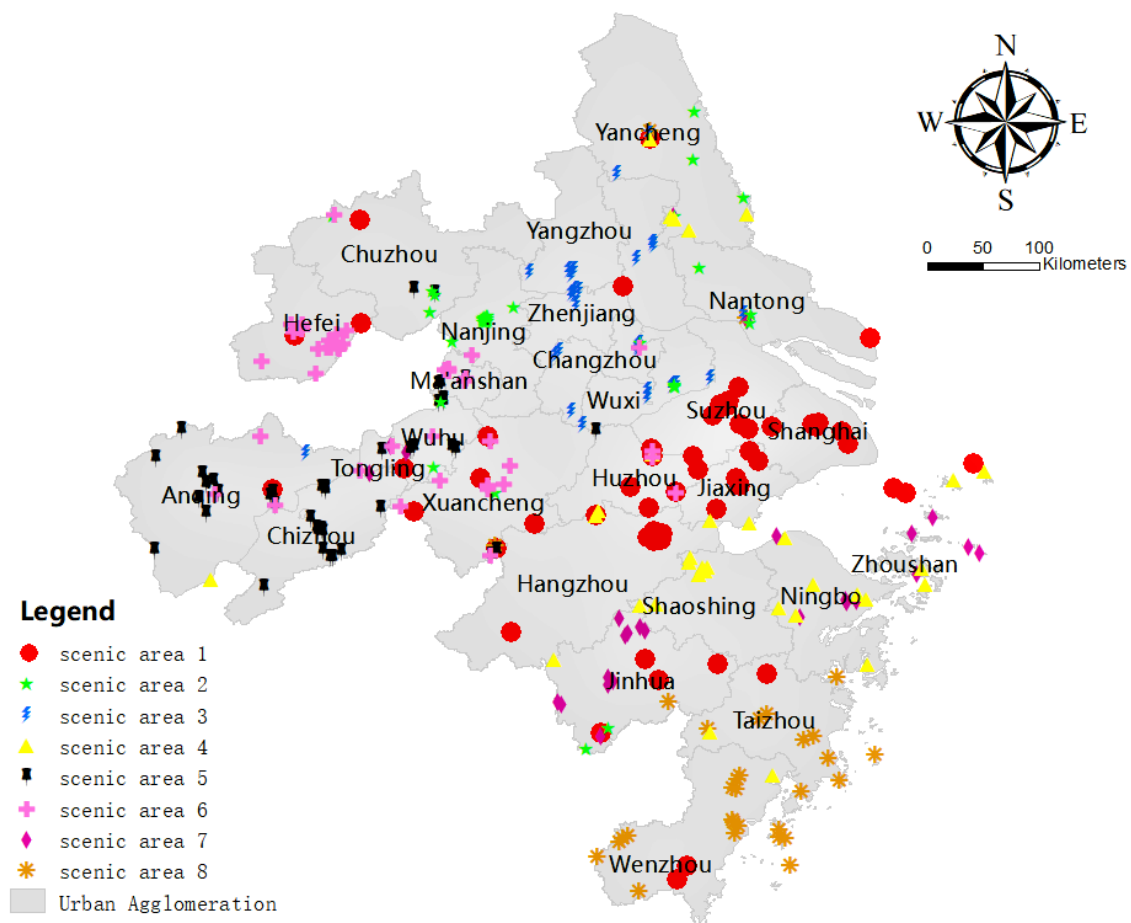 N
W
E
S
0 50 100
Kilometers
Yancheng
Yangzhou
Chuzhou
Nantong
Hefei
Zhenjiang
Nanjing
Changzhou
Ma'anshan
Wuxi
Suzhou
Shanghai
Wuhu
Tongling
Huzhou
Jiaxing
Anqing
Xuancheng
Chizhou
Zhoushan
Hangzhou
Ningbo
Shaoshing
Jinhua
Taizhou
Wenzhou
Legend
scenic area 1
scenic area 2
scenic area 3
scenic area 4
scenic area 5
scenic area 6
scenic area 7
scenic area 8
Urban Agglomeration